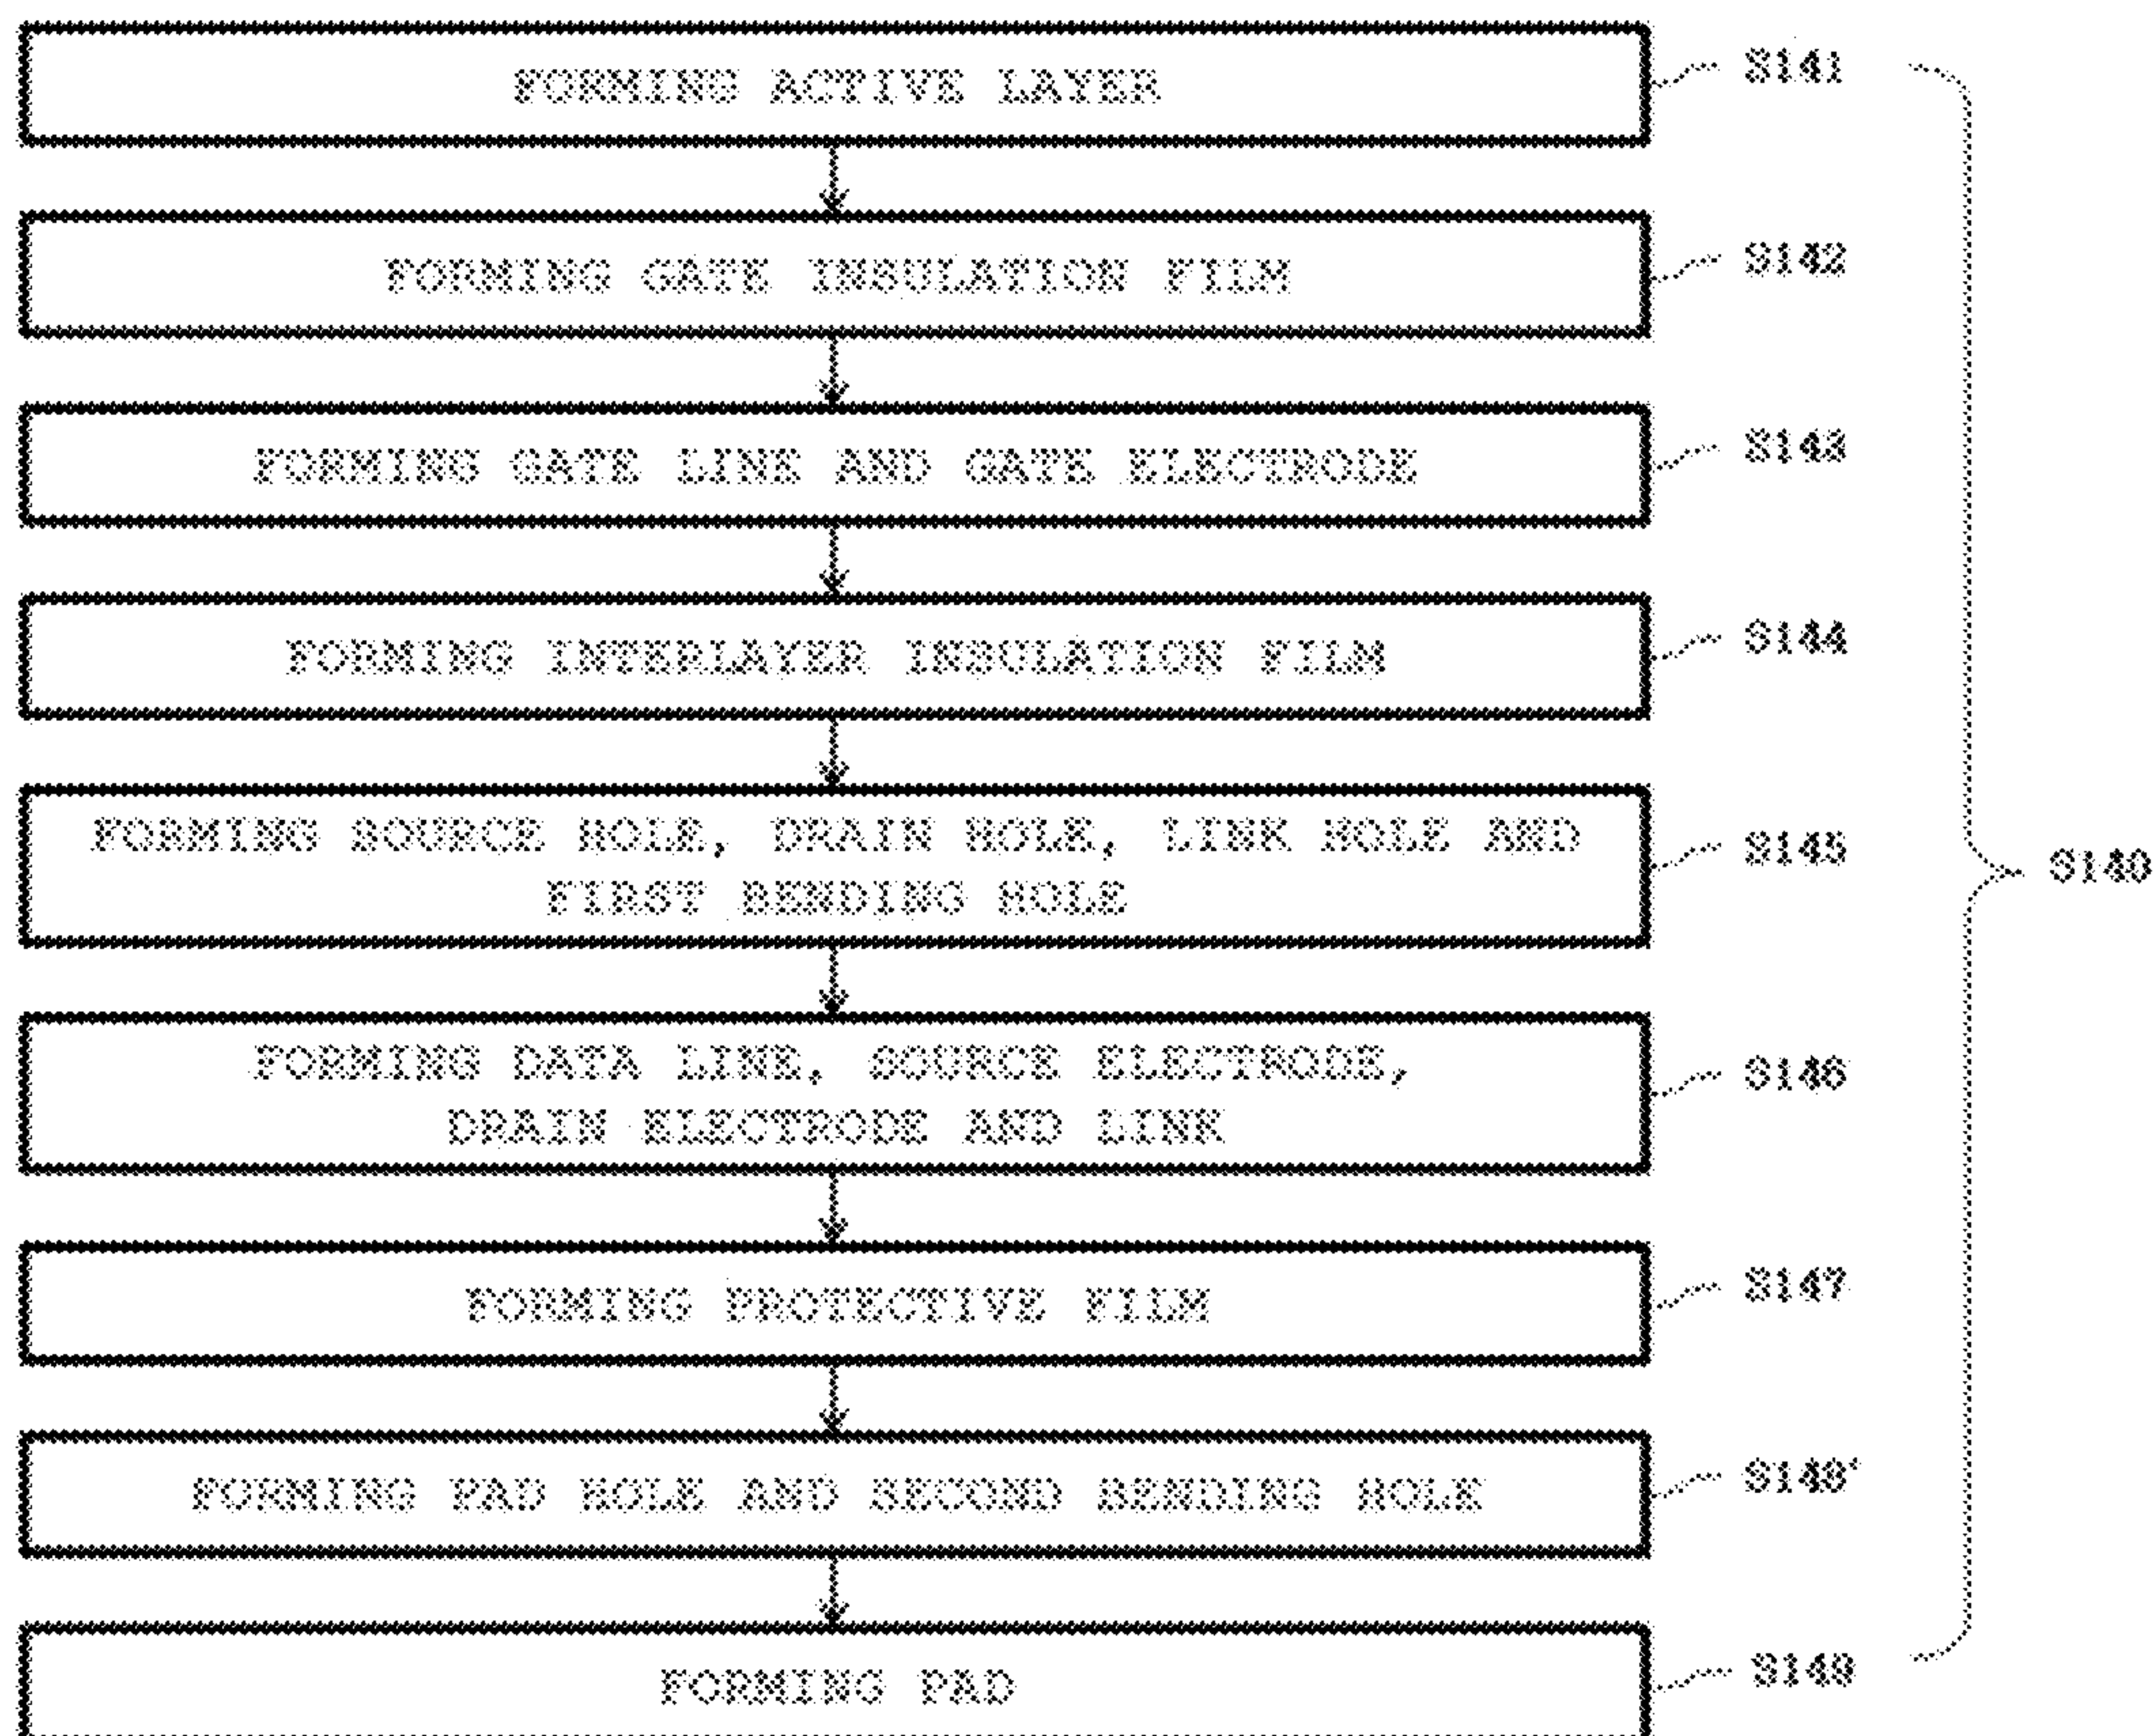 FORMING ACTIVE LAYER
S141
FORMING GATE INSULATION FILM
S142
FORMING GATE LINE AND GATE ELECTRODE
S143
FORMING INTERLAYER INSULATION FILM
S144
FORMING SOURCE HOLE, DRAIN HOLE, LINK HOLE AND
FIRST BENDING HOLE
S145
FORMING DATA LINE, SOURCE ELECTRODE,
DRAIN ELECTRODE AND LINK
S146
FORMING PROTECTIVE FILM
S147
FORMING PAD HOLE AND SECOND BENDING HOLE
S148'
FORMING PAD
S149
S140